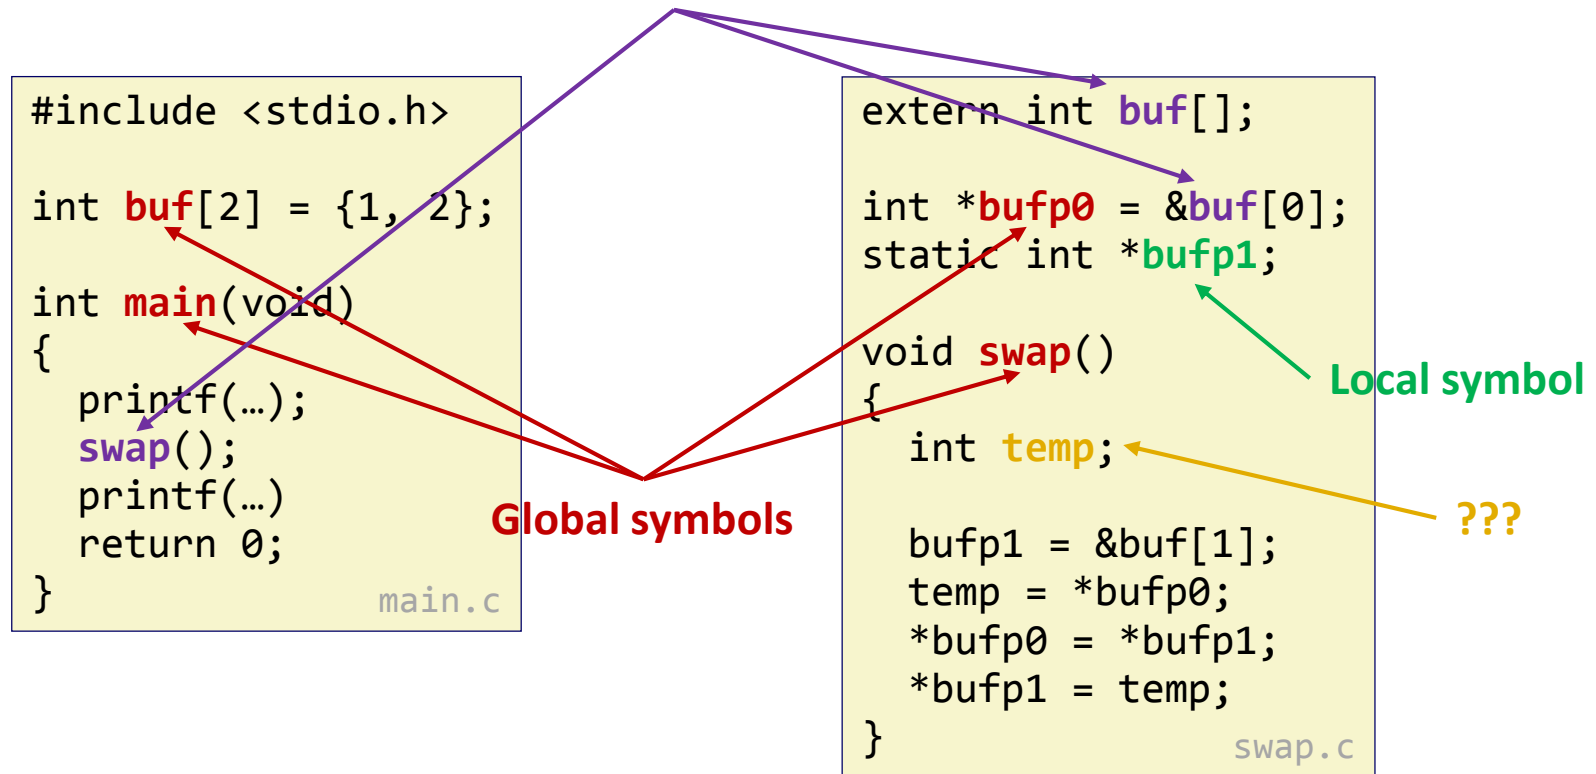 #include <stdio.h>
int buf[2] = {1, 2};
int main(void)
{
  printf(…);
  swap();
  printf(…)
  return 0;
}
main.c
Global symbols
extern int buf[];
int *bufp0 = &buf[0];
static int *bufp1;
void swap()
{
  int temp;
  bufp1 = &buf[1];
  temp = *bufp0;
  *bufp0 = *bufp1;
  *bufp1 = temp;
}
swap.c
Local symbol
???